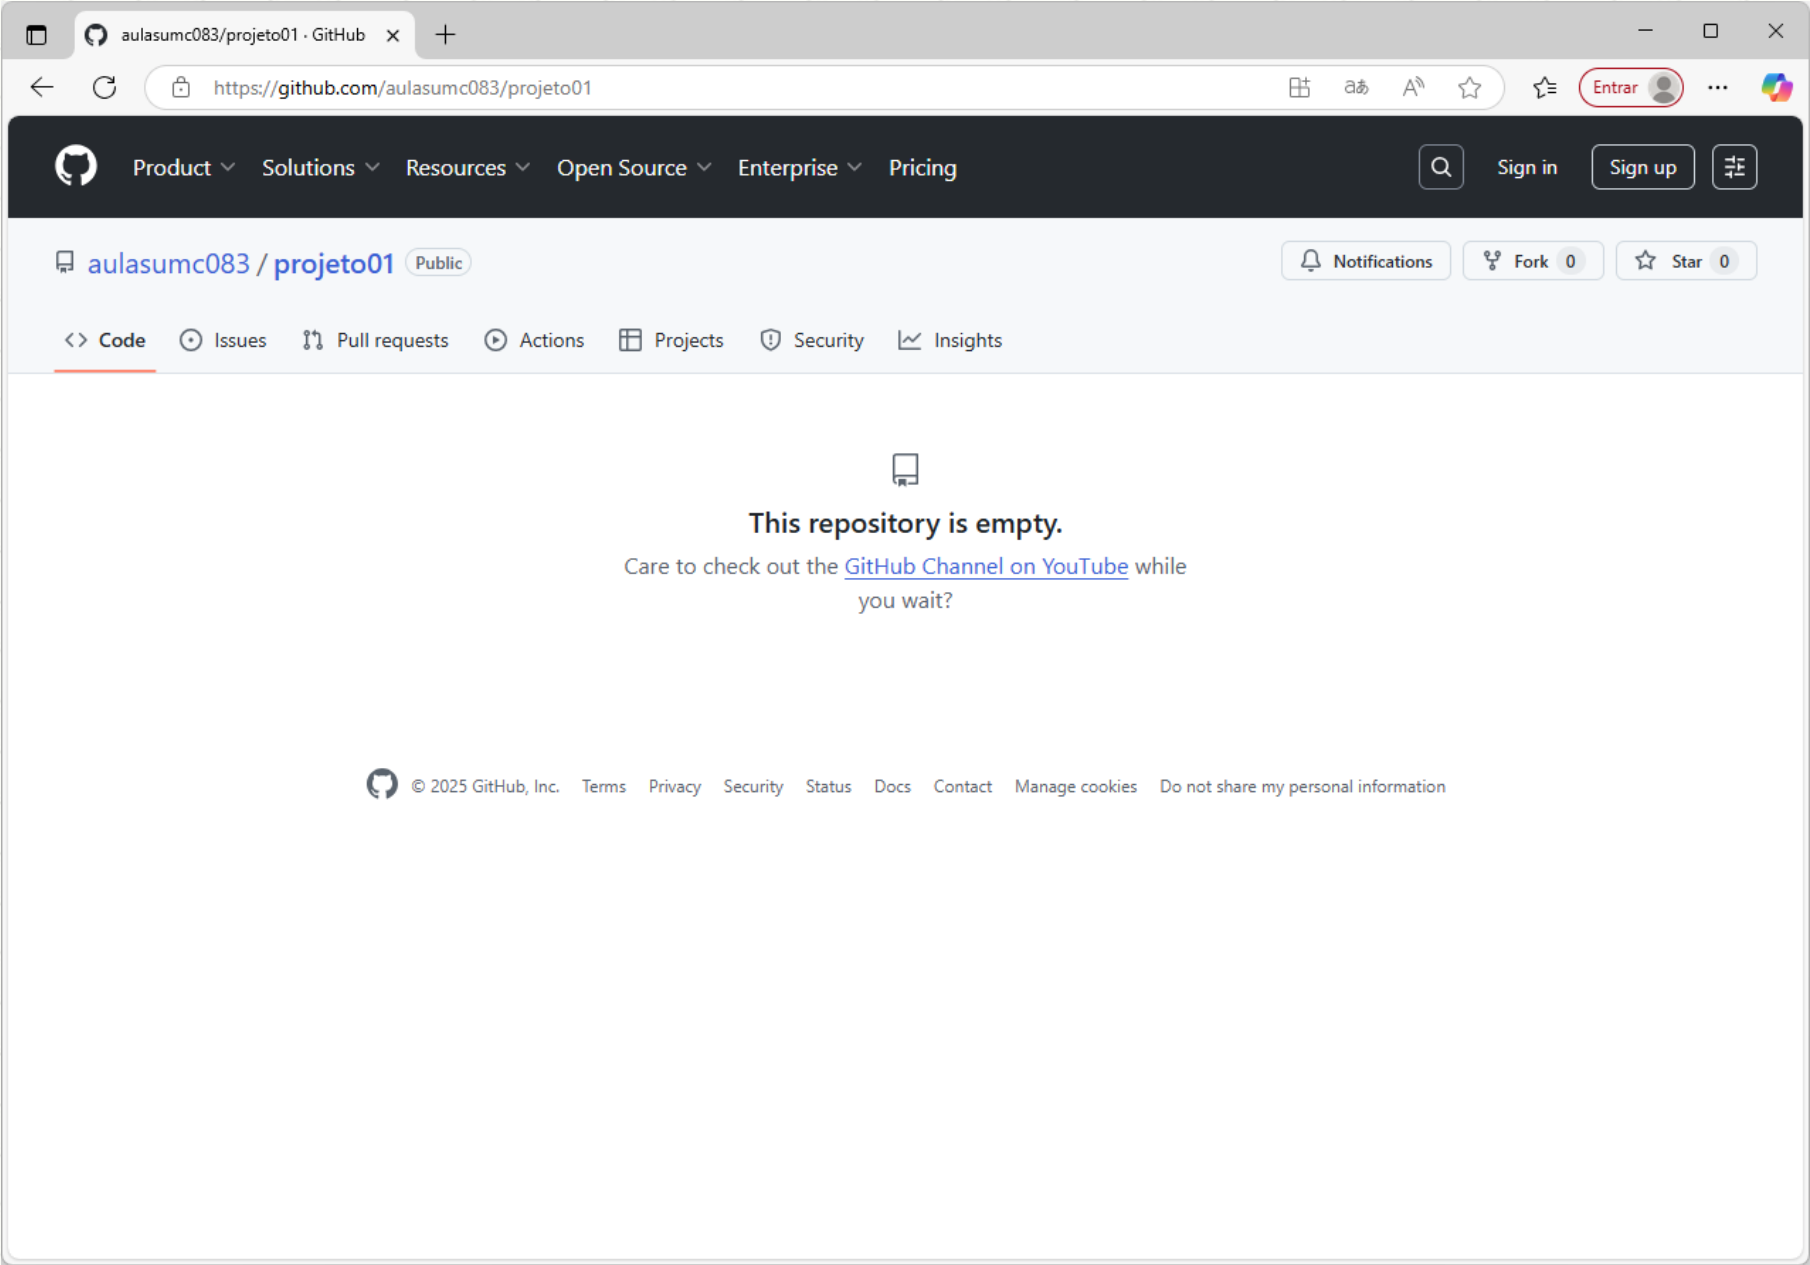 aulasumc083/projeto01 · GitHub
https://github.com/aulasumc083/projeto01
aあ
A
Entrar
Product Solutions Resources Open Source Enterprise Pricing Sign in Sign up
aulasumc083 / projeto01 Public Notifications Fork 0 Star 0
Code Issues Pull requests Actions Projects Security Insights
This repository is empty.
Care to check out the GitHub Channel on YouTube while
you wait?
© 2025 GitHub, Inc. Terms Privacy Security Status Docs Contact Manage cookies Do not share my personal information